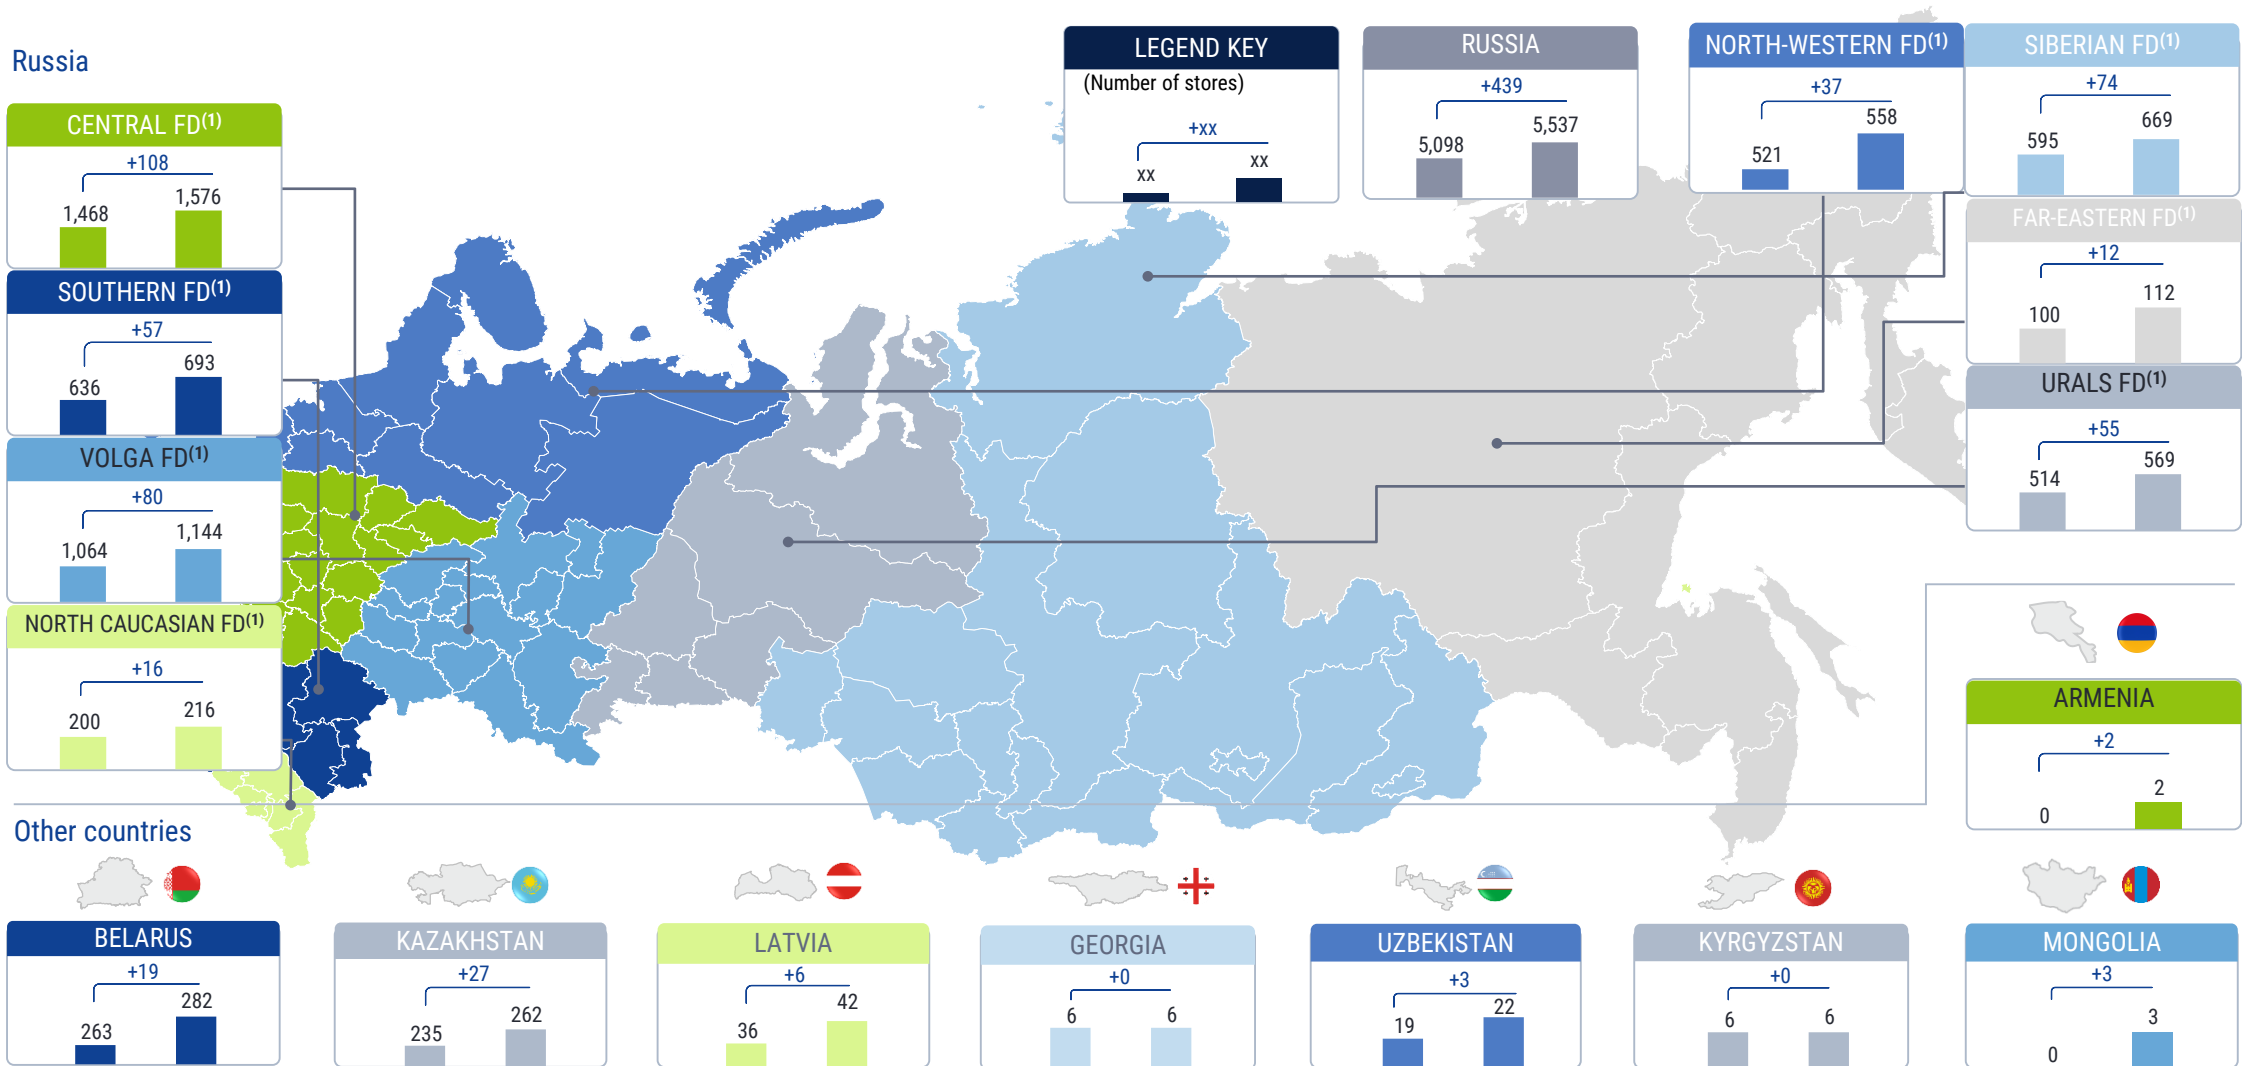 Russia
LEGEND KEY
(Number of stores)
+xx
xx
xx
RUSSIA
+439
5,098
5,537
NORTH-WESTERN FD(1)
+37
521
558
SIBERIAN FD(1)
+74
595
669
CENTRAL FD(1)
+108
1,468
1,576
FAR-EASTERN FD(1)
+12
100
112
SOUTHERN FD(1)
+57
636
693
URALS FD(1)
+55
514
569
VOLGA FD(1)
+80
1,064
1,144
NORTH CAUCASIAN FD(1)
+16
200
216
ARMENIA
+2
0
2
Other countries
BELARUS
+19
263
282
KAZAKHSTAN
+27
235
262
LATVIA
+6
36
42
GEORGIA
+0
6
6
UZBEKISTAN
+3
19
22
KYRGYZSTAN
+0
6
6
MONGOLIA
+3
0
3